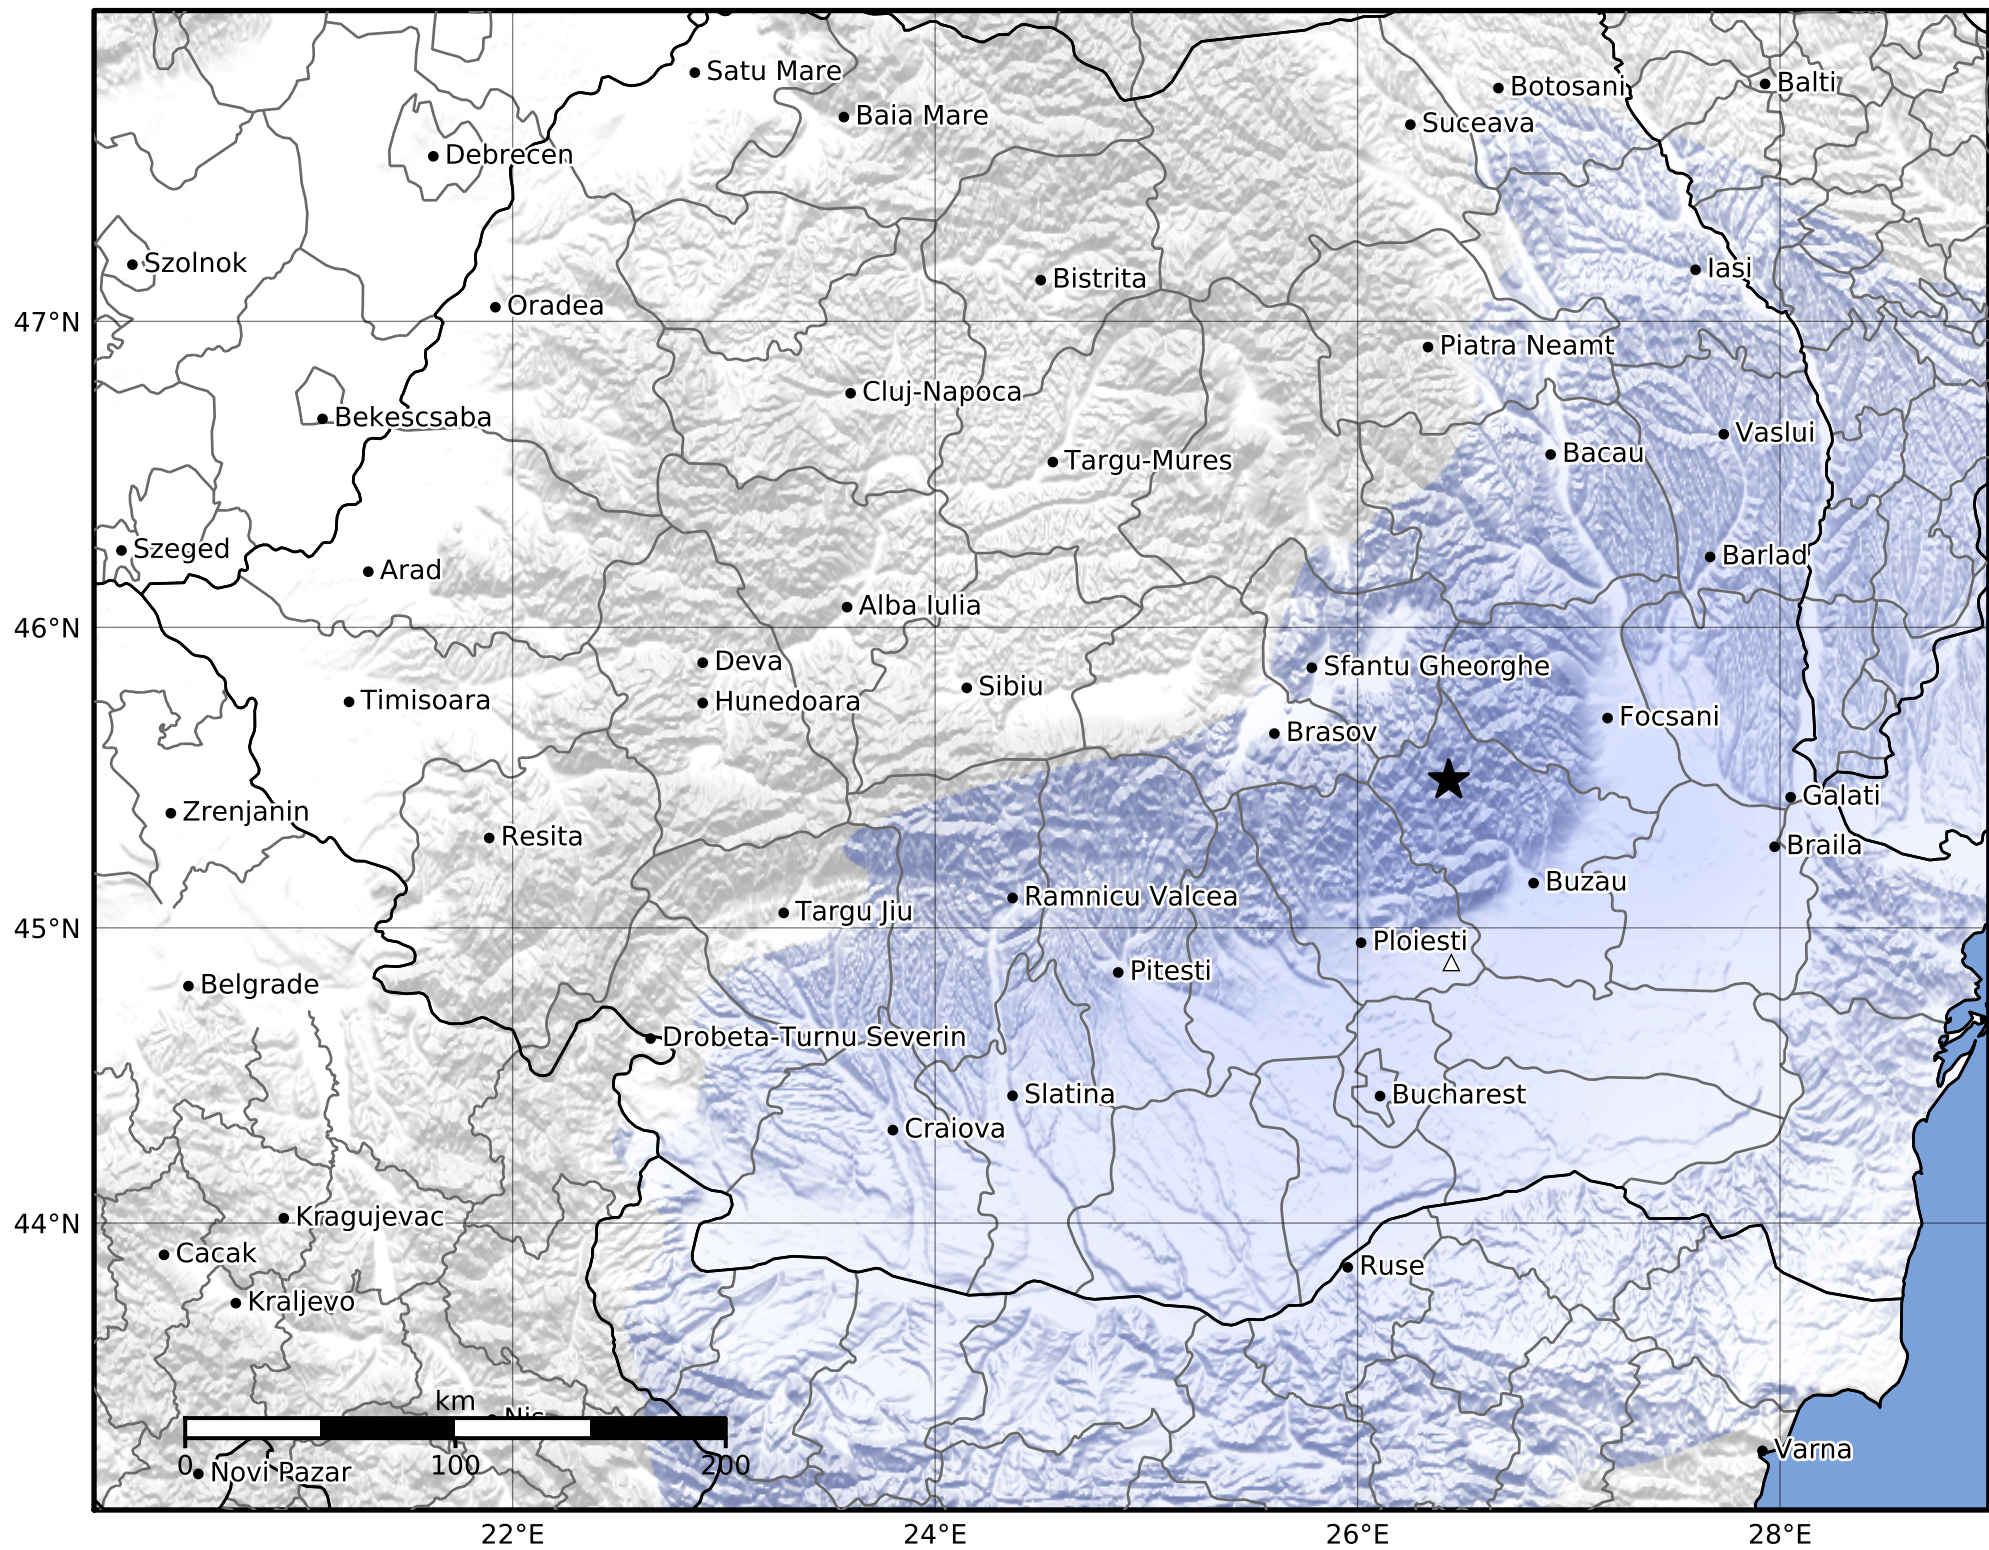 Satu Mare
Botosani
Balti
Baia Mare
Suceava
Debrecen
Szolnok
Iasi
Bistrita
Oradea
47°N
Piatra Neamt
Cluj-Napoca
Bekescsaba
Vaslui
Bacau
Targu-Mures
Szeged
Barlad
Arad
Alba Iulia
46°N
Deva
Sfantu Gheorghe
Sibiu
Timisoara
Hunedoara
Focsani
Brasov
Galati
Zrenjanin
Resita
Braila
Buzau
Ramnicu Valcea
Targu Jiu
45°N
Ploiesti
Pitesti
Belgrade
Drobeta-Turnu Severin
Slatina
Bucharest
Craiova
Kragujevac
44°N
Cacak
Ruse
Kraljevo
km
Nis
Varna
0 100 200
Novi Pazar
22°E 24°E 26°E 28°E